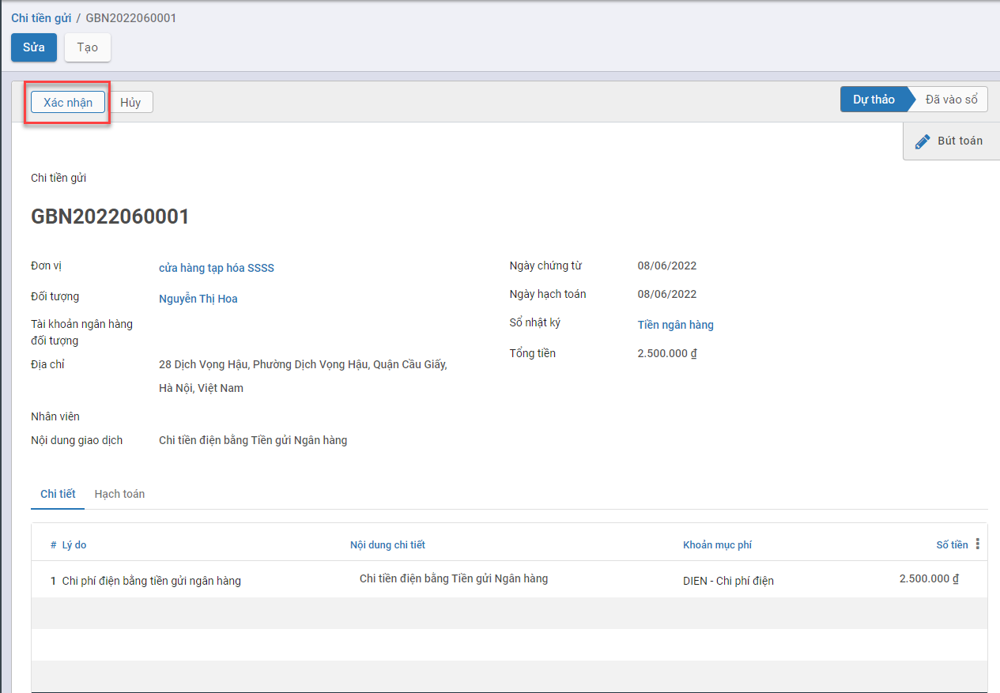 Chi tiền gửi / GBN2022060001
Sửa Tạo
Xác nhận Hủy Dự thảo Đã vào sổ
Bút toán
Chi tiền gửi
GBN2022060001
Đơn vị cửa hàng tạp hóa SSSS Ngày chứng từ 08/06/2022
Đối tượng Nguyễn Thị Hoa Ngày hạch toán 08/06/2022
Tài khoản ngân hàng
đối tượng
Sổ nhật ký Tiền ngân hàng
Địa chỉ 28 Dịch Vọng Hậu, Phường Dịch Vọng Hậu, Quận Cầu Giấy,
Hà Nội, Việt Nam
Tổng tiền 2.500.000 ₫
Nhân viên
Nội dung giao dịch Chi tiền điện bằng Tiền gửi Ngân hàng
Chi tiết Hạch toán
# Lý do Nội dung chi tiết Khoản mục phí Số tiền
1 Chi phí điện bằng tiền gửi ngân hàng Chi tiền điện bằng Tiền gửi Ngân hàng DIEN - Chi phí điện 2.500.000 ₫